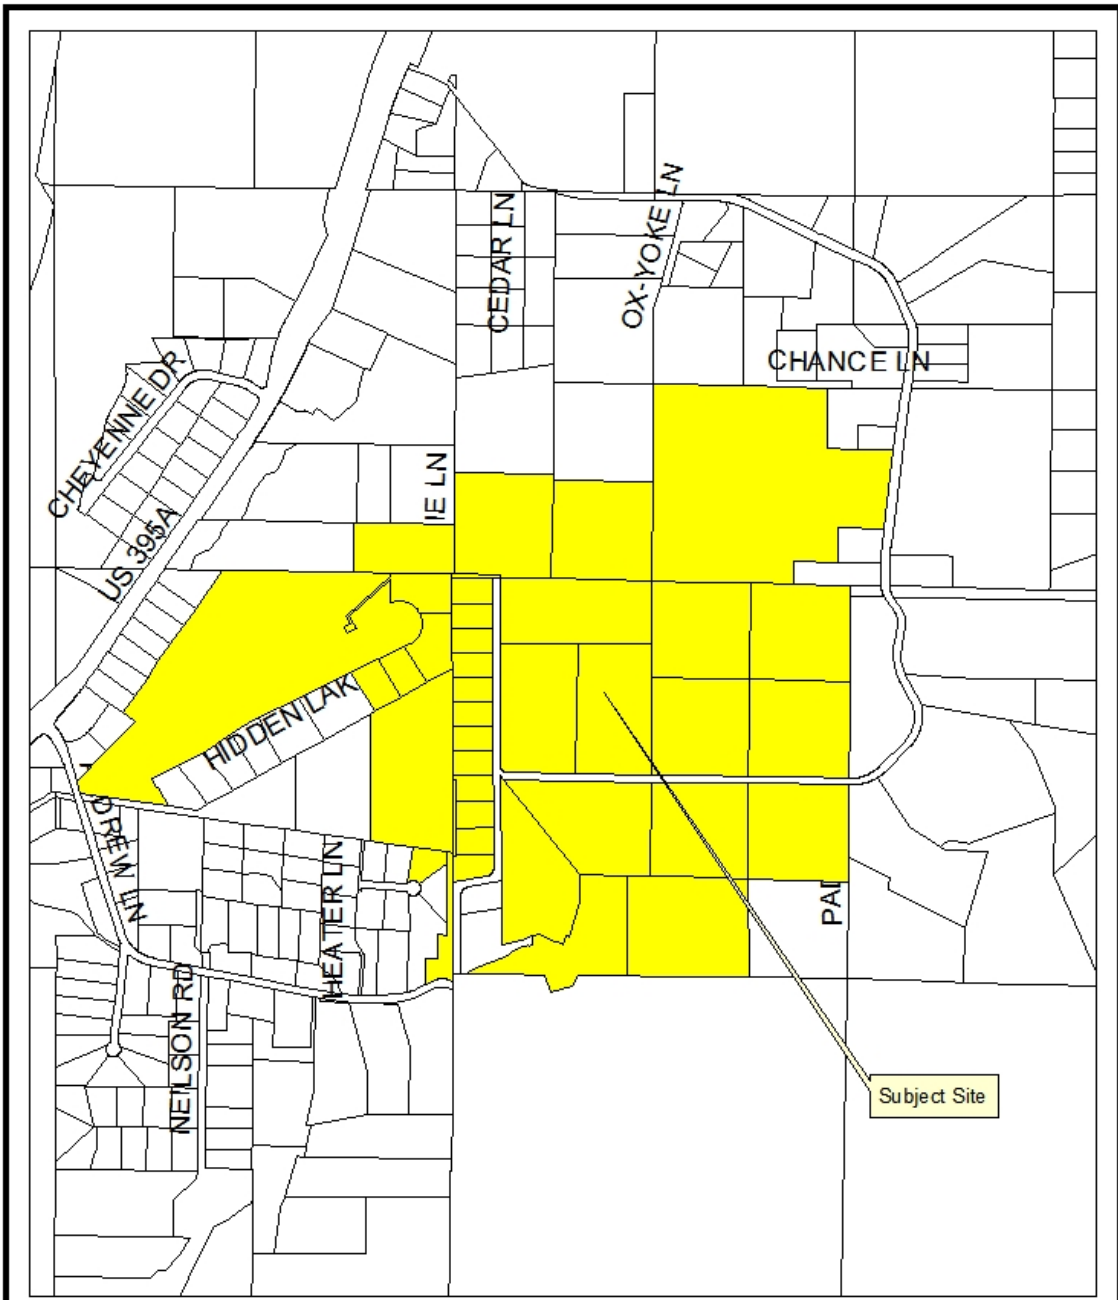 CEDAR LN
OX-YOKE LN
CHANCE LN
CHEYENNE DR
IE LN
US 395A
HIDDEN LAK
DREW LN
HEATER LN
PAD
NEILSON RD
Subject Site